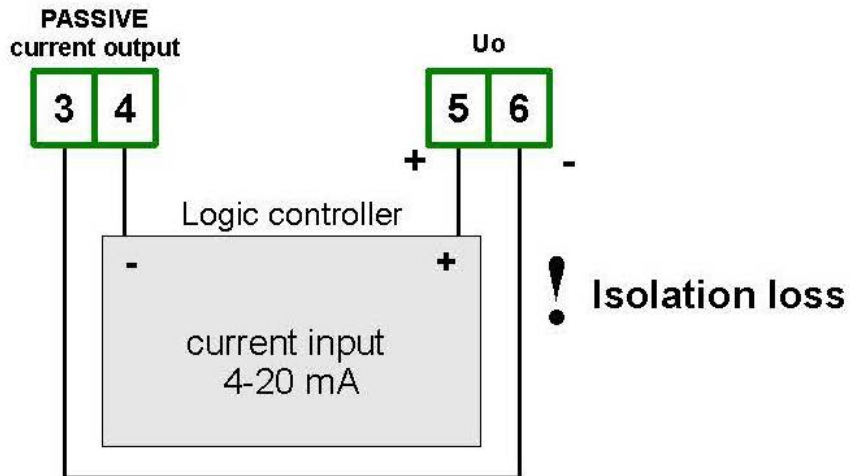 PASSIVE
current output
Uo
3 4
5 6
+ -
Logic controller
- +
! Isolation loss
current input
4-20 mA